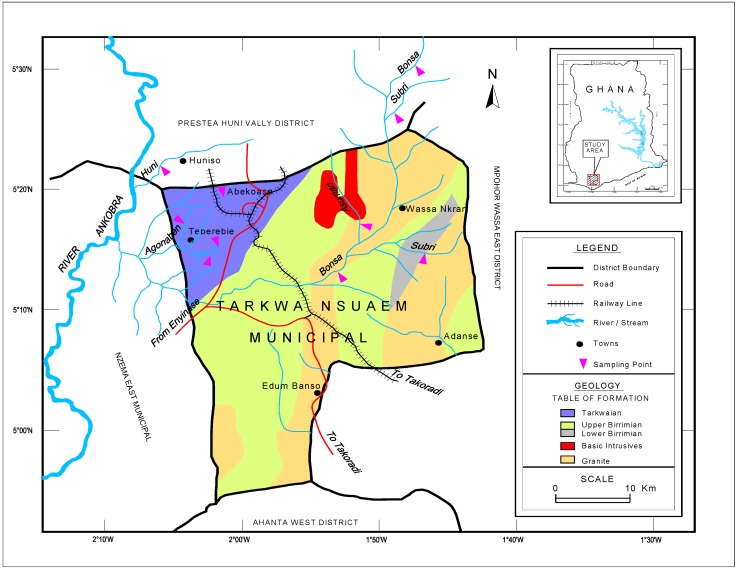 5°30'N
5°20'N
5°10'N
5°00'N
2°10'0"
2°00'W
1°50'W
1°40'W
1°30'W
N
PRESTEA HUNI VALLY DISTRICT
MPOHOR WASSA EAST DISTRICT
NZEMA EAST MUNICIPAL
AHANTA WEST DISTRICT
RIVER ANKOBRA
Bonsa
Subri
Huni
Huniso
Abekoase
Agonaben
Teberebie
Wassa Nkran
Subri
Bonsa
From Enyinase
TARKWA NSUAEM
MUNICIPAL
Adanse
Edum Banso
To Takoradi
To Takoradi
GHANA
STUDY
AREA
LEGEND
District Boundary
Road
Railway Line
River / Stream
Towns
Sampling Point
GEOLOGY
TABLE OF FORMATION
Tarkwaian
Upper Birrimian
Lower Birrimian
Basic Intrusives
Granite
SCALE
0 10 Km